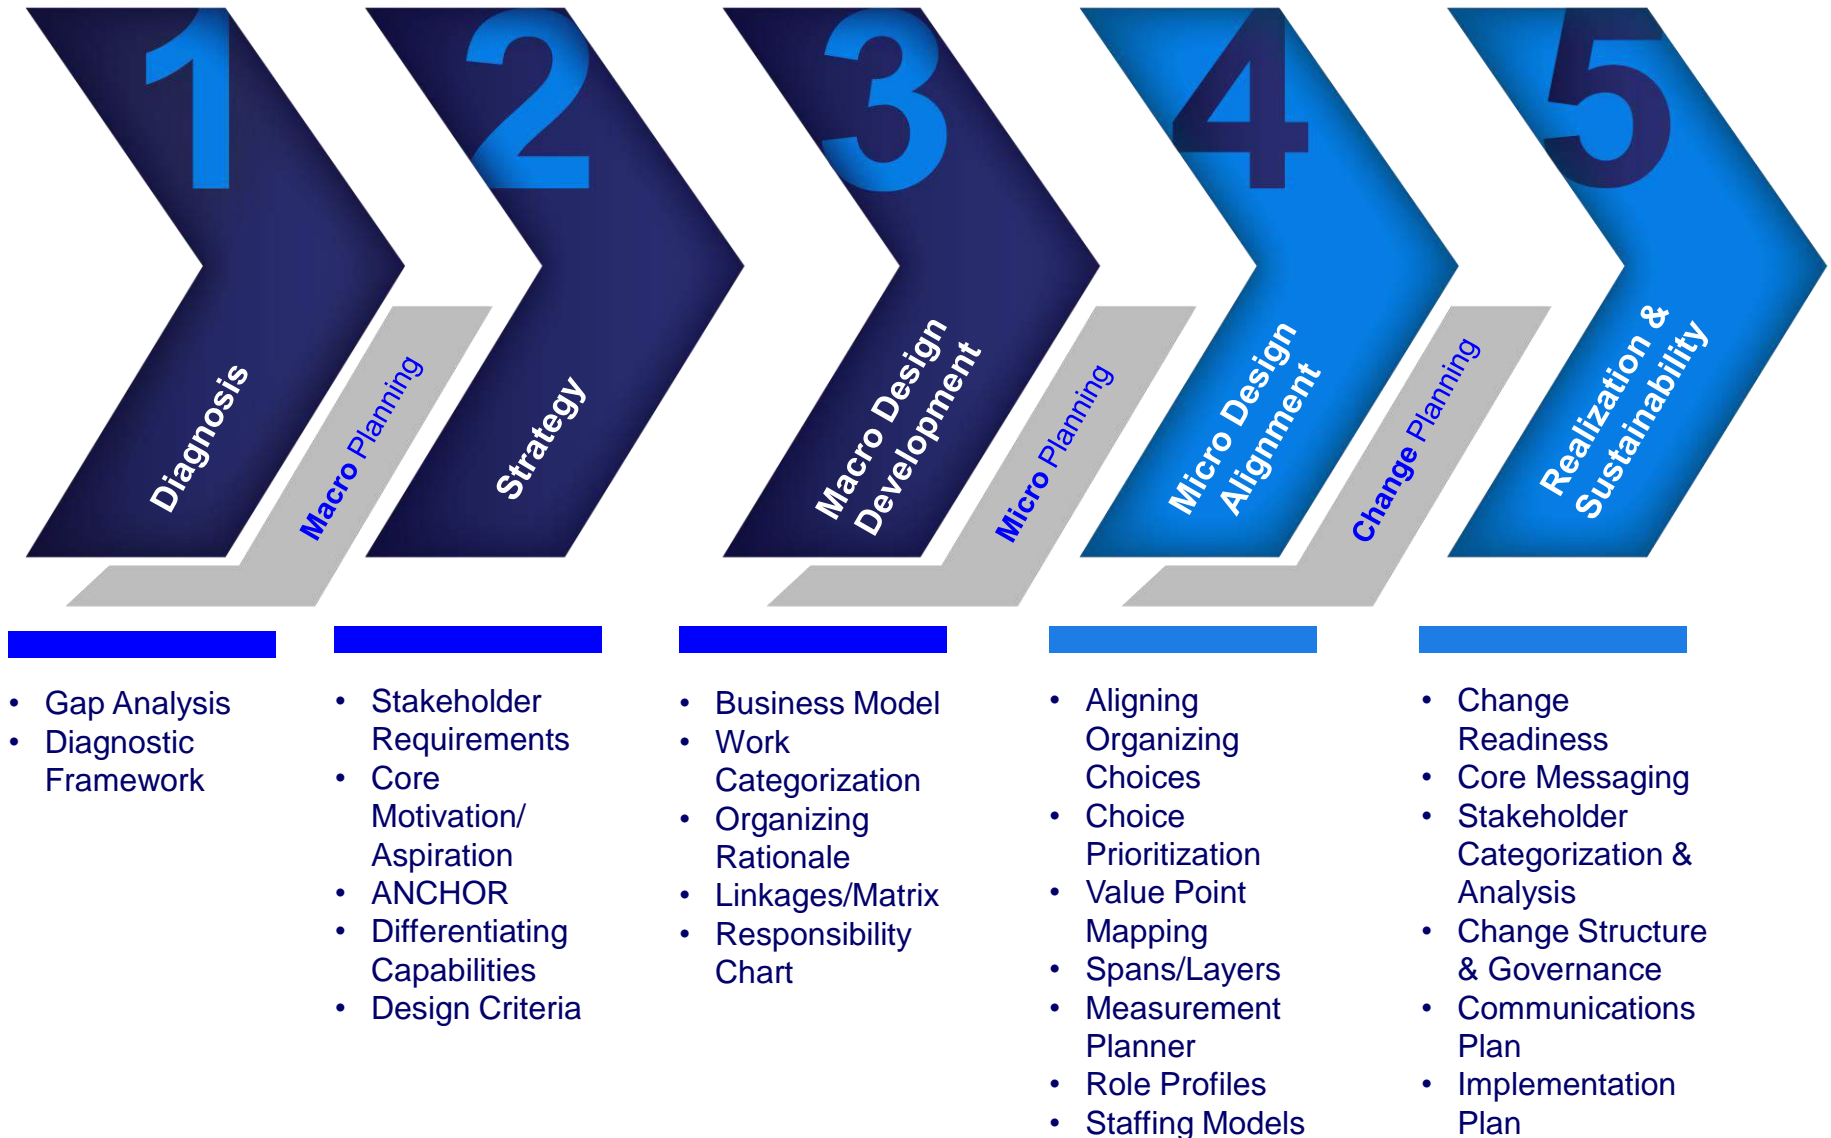 1
2
3
4
5
Diagnosis
Macro Planning
Strategy
Macro Design
Development
Micro Planning
Micro Design
Alignment
Change Planning
Realization &
Sustainability
• Gap Analysis
• Diagnostic
Framework
• Stakeholder
Requirements
• Core
Motivation/
Aspiration
• ANCHOR
• Differentiating
Capabilities
• Design Criteria
• Business Model
• Work
Categorization
• Organizing
Rationale
• Linkages/Matrix
• Responsibility
Chart
• Aligning
Organizing
Choices
• Choice
Prioritization
• Value Point
Mapping
• Spans/Layers
• Measurement
Planner
• Role Profiles
• Staffing Models
• Change
Readiness
• Core Messaging
• Stakeholder
Categorization &
Analysis
• Change Structure
& Governance
• Communications
Plan
• Implementation
Plan